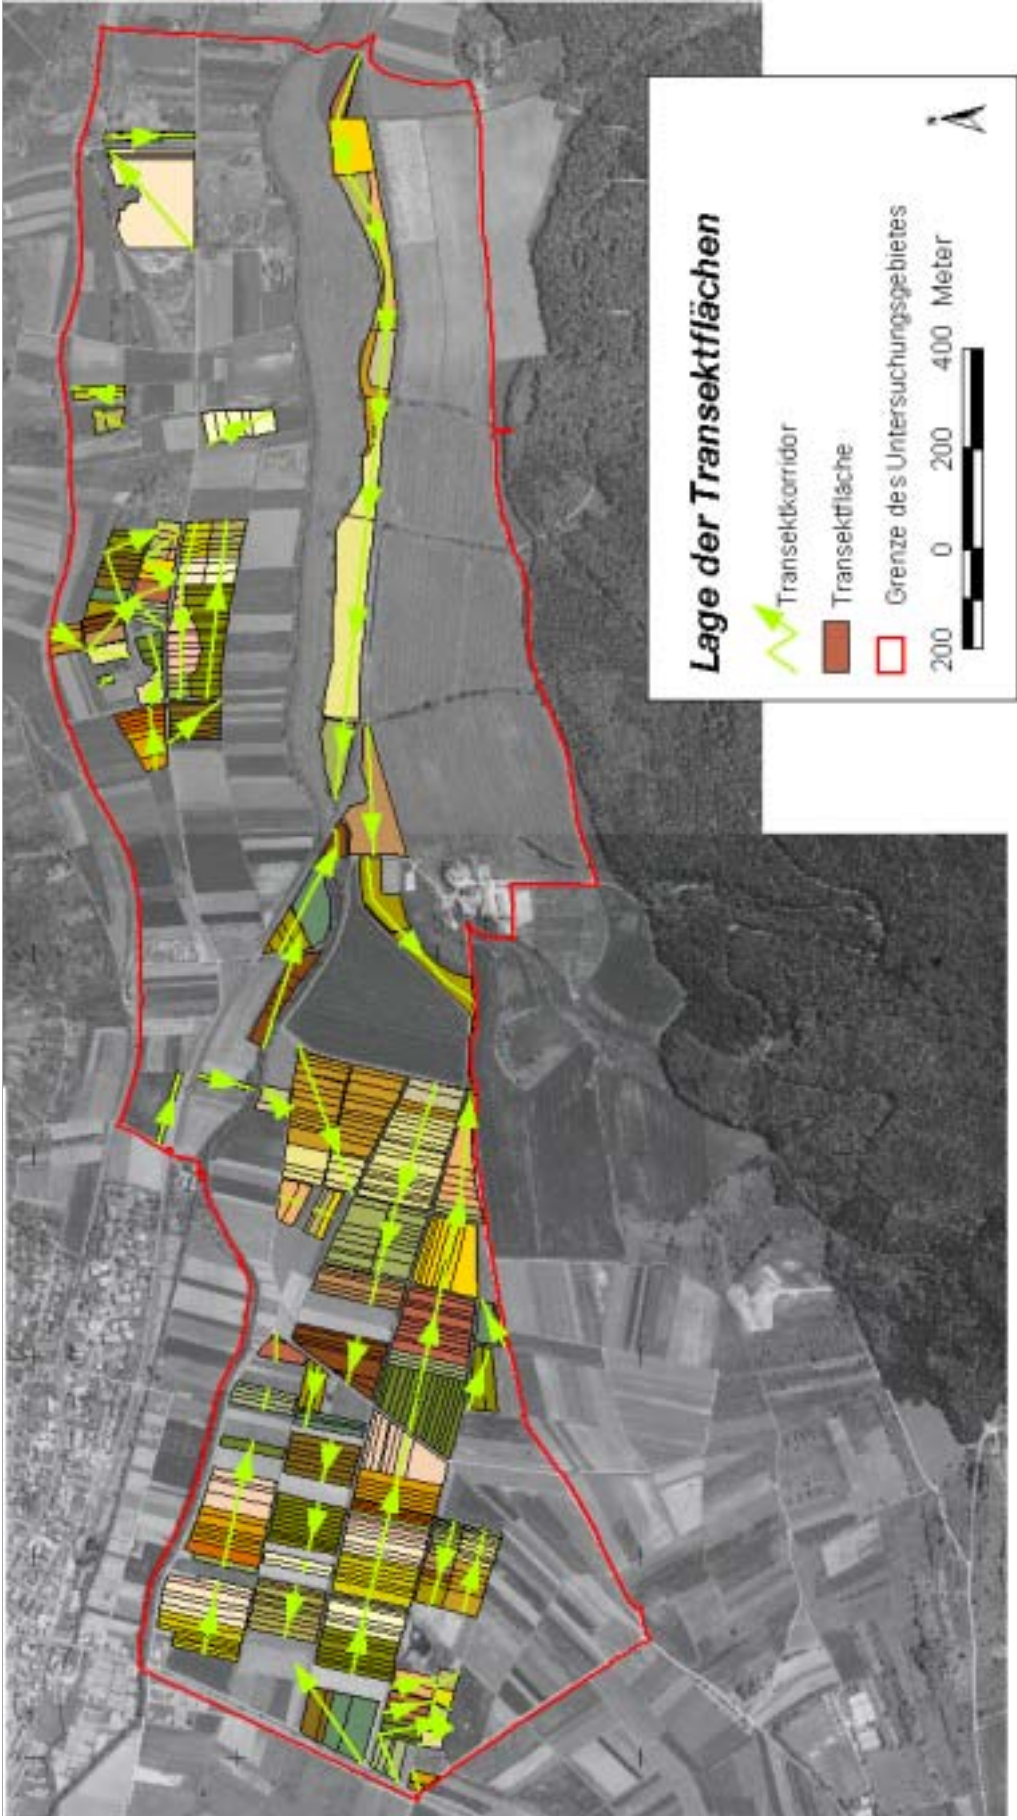 Lage der Transektflächen
Transektkorridor
Transektfläche
Grenze des Untersuchungsgebietes
200 0 200 400 Meter